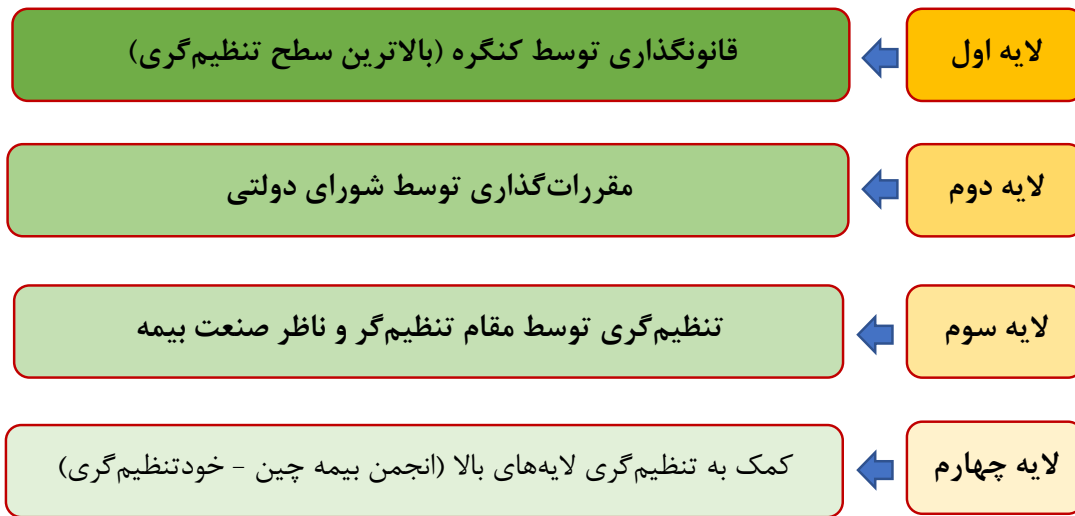 لایه اول
قانونگذاری توسط کنگره (بالاترین سطح تنظیم‌گری)
لایه دوم
مقررات‌گذاری توسط شورای دولتی
لایه سوم
تنظیم‌گری توسط مقام تنظیم‌گر و ناظر صنعت بیمه
لایه چهارم
کمک به تنظیم‌گری لایه‌های بالا (انجمن بیمه چین - خودتنظیم‌گری)